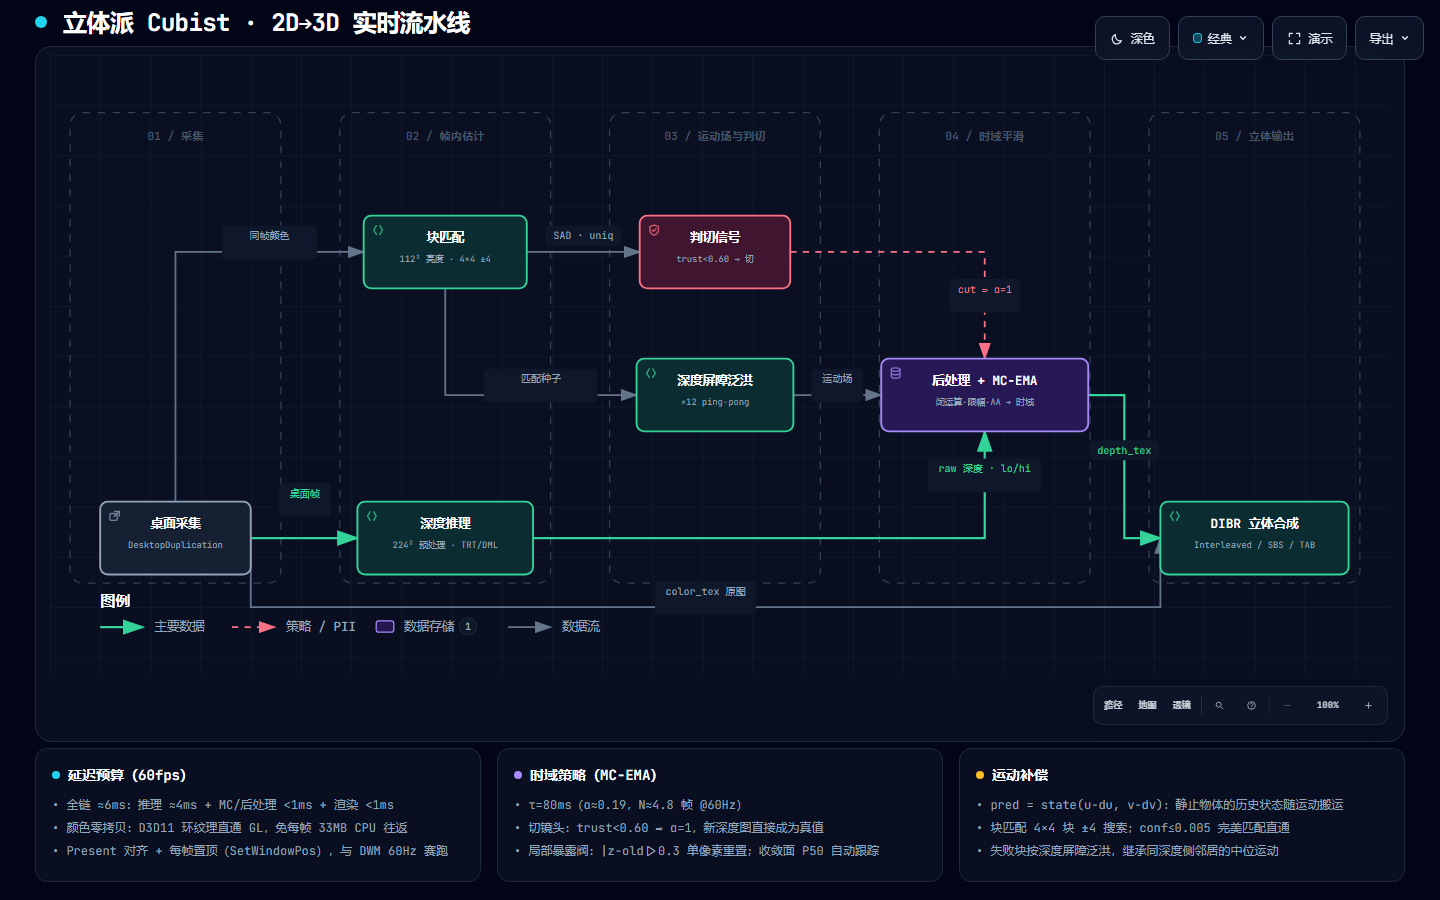 立体派 Cubist · 2D→3D 实时流水线
深色
经典
演示
导出
01 / 采集
02 / 帧内估计
03 / 运动场与判切
04 / 时域平滑
05 / 立体输出
同帧颜色
块匹配
112² 亮度 · 4×4 ±4
SAD · uniq
判切信号
trust<0.60 → 切
cut = α=1
匹配种子
深度屏障泛洪
×12 ping-pong
运动场
后处理 + MC-EMA
闭运算·限幅·AA → 时域
raw 深度 · lo/hi
depth_tex
桌面帧
桌面采集
DesktopDuplication
深度推理
224² 预处理 · TRT/DML
DIBR 立体合成
Interleaved / SBS / TAB
color_tex 原图
图例
主要数据
策略 / PII
数据存储 1
数据流
路径 地图 透镜
− 100% +
延迟预算 (60fps)
• 全链 ≈6ms: 推理 ≈4ms + MC/后处理 <1ms + 渲染 <1ms
• 颜色零拷贝: D3D11 环纹理直通 GL, 免每帧 33MB CPU 往返
• Present 对齐 + 每帧置顶 (SetWindowPos) , 与 DWM 60Hz 赛跑
时域策略 (MC-EMA)
• τ=80ms (α≈0.19, N≈4.8 帧 @60Hz)
• 切镜头: trust<0.60 → α=1, 新深度图直接成为真值
• 局部暴露阀: |z-old|>0.3 单像素重置; 收敛面 P50 自动跟踪
运动补偿
• pred = state(u-du, v-dv): 静止物体的历史状态随运动搬运
• 块匹配 4×4 块 ±4 搜索; conf≤0.005 完美匹配直通
• 失败块按深度屏障泛洪, 继承同深度侧邻居的中位运动